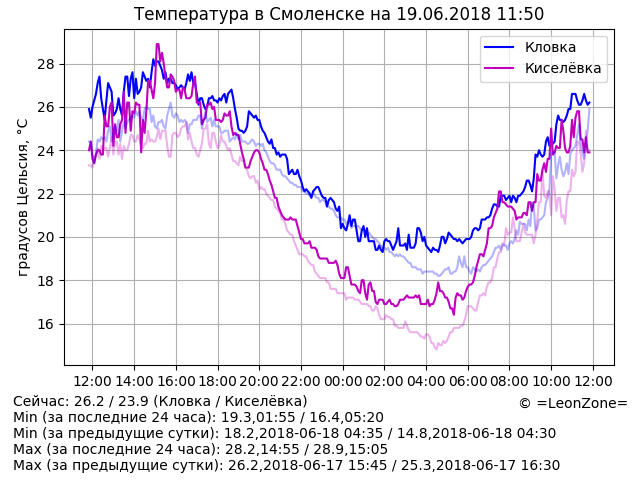 Температура в Смоленске на 19.06.2018 11:50
Кловка
Киселёвка
градусов Цельсия, °C
28
26
24
22
20
18
16
12:00 14:00 16:00 18:00 20:00 22:00 00:00 02:00 04:00 06:00 08:00 10:00 12:00
Сейчас: 26.2 / 23.9 (Кловка / Киселёвка)
© =LeonZone=
Min (за последние 24 часа): 19.3,01:55 / 16.4,05:20
Min (за предыдущие сутки): 18.2,2018-06-18 04:35 / 14.8,2018-06-18 04:30
Max (за последние 24 часа): 28.2,14:55 / 28.9,15:05
Max (за предыдущие сутки): 26.2,2018-06-17 15:45 / 25.3,2018-06-17 16:30